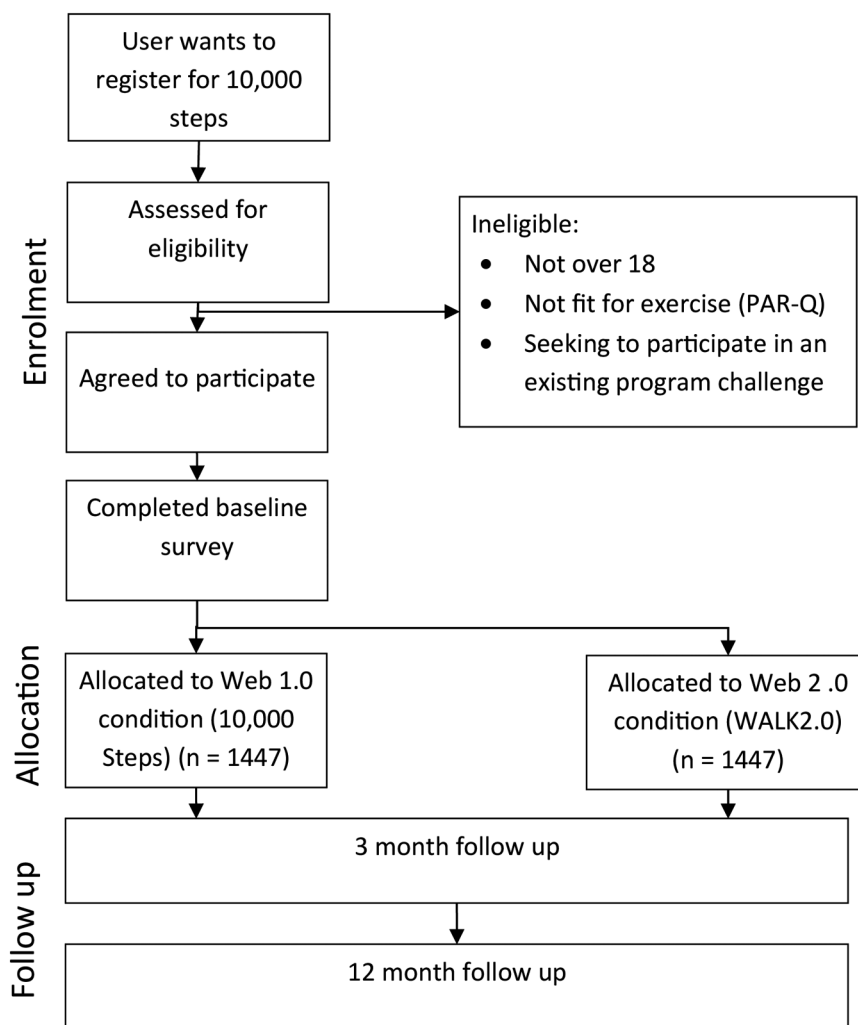 User wants to
register for 10,000
steps
Assessed for
eligibility
Ineligible:
• Not over 18
• Not fit for exercise (PAR-Q)
• Seeking to participate in an
existing program challenge
Enrolment
Agreed to participate
Completed baseline
survey
Allocation
Allocated to Web 1.0
condition (10,000
Steps) (n = 1447)
Allocated to Web 2 .0
condition (WALK2.0)
(n = 1447)
Follow up
3 month follow up
12 month follow up